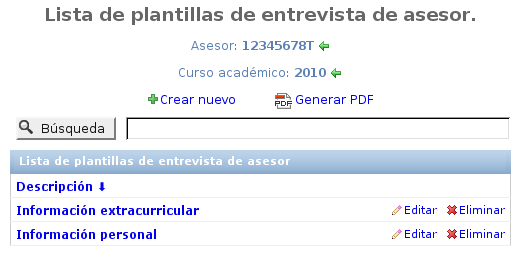 Lista de plantillas de entrevista de asesor.
Asesor: 12345678T
Curso académico: 2010
Crear nuevo Generar PDF
Búsqueda
Lista de plantillas de entrevista de asesor
Descripción
Información extracurricular Editar Eliminar
Información personal Editar Eliminar